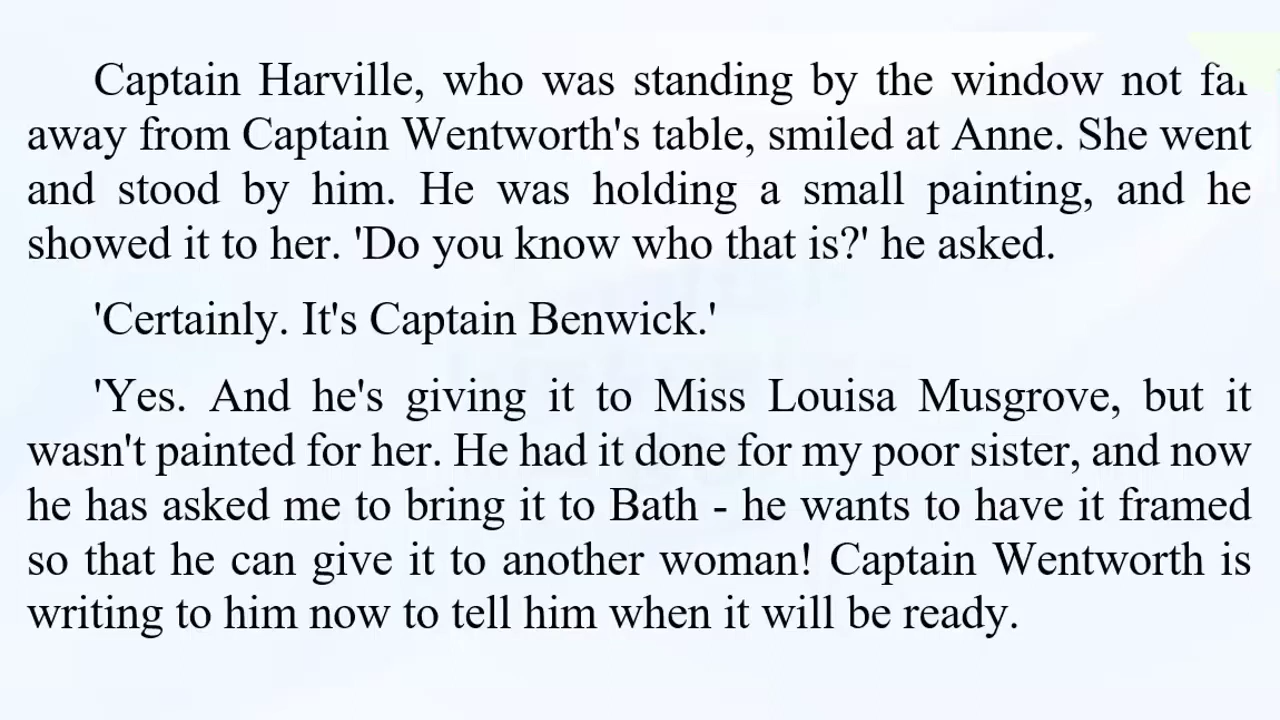 Captain Harville, who was standing by the window not far
away from Captain Wentworth's table, smiled at Anne. She went
and stood by him. He was holding a small painting, and he
showed it to her. 'Do you know who that is?' he asked.
'Certainly. It's Captain Benwick.'
'Yes. And he's giving it to Miss Louisa Musgrove, but it
wasn't painted for her. He had it done for my poor sister, and now
he has asked me to bring it to Bath - he wants to have it framed
so that he can give it to another woman! Captain Wentworth is
writing to him now to tell him when it will be ready.